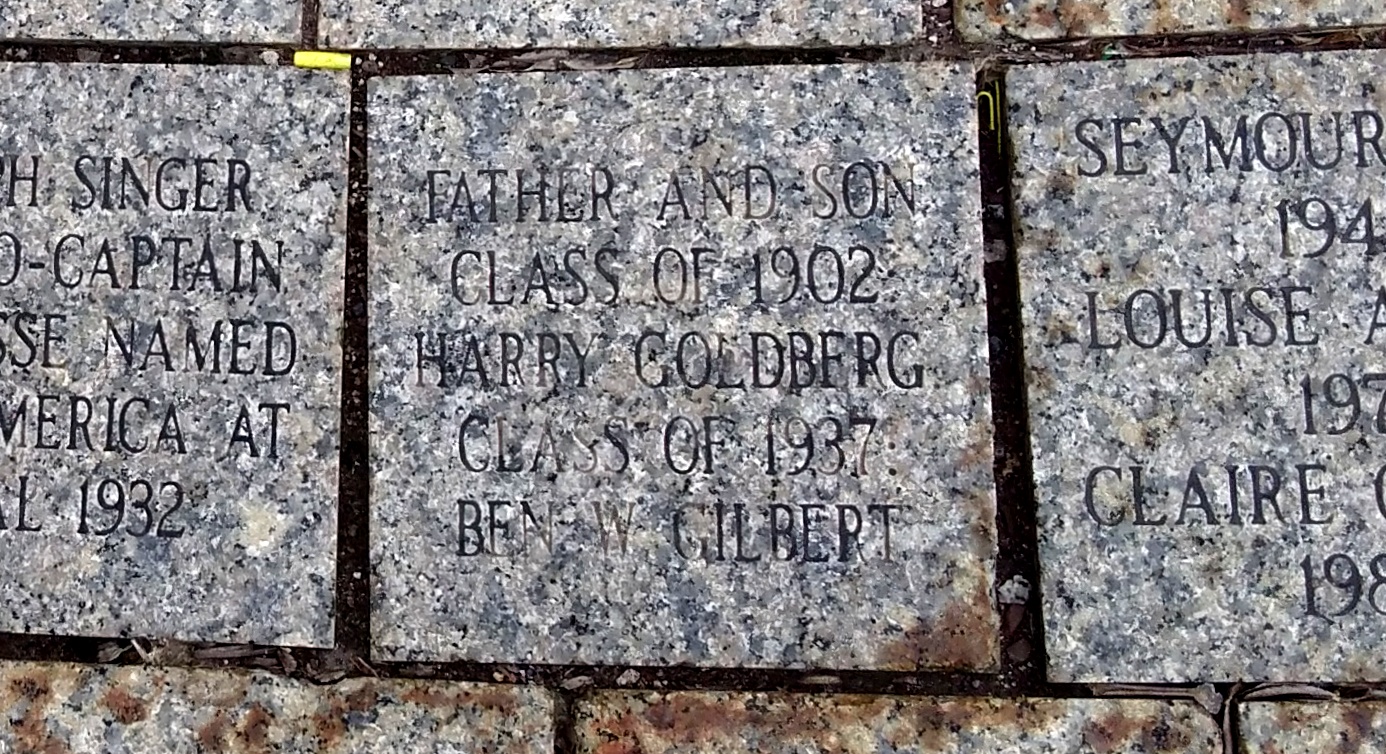 PH SINGER
O-CAPTAIN
SSE NAMED
MERICA AT
AL 1932
FATHER AND SON
CLASS OF 1902:
HARRY GOLDBERG
CLASS OF 1937:
BEN W GILBERT
SEYMOUR
194
LOUISE A
197
CLAIRE
198